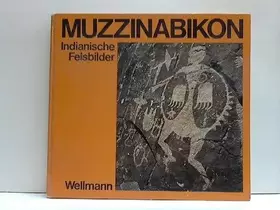 MUZZINABIKON
Indianische
Felsbilder
Wellmann